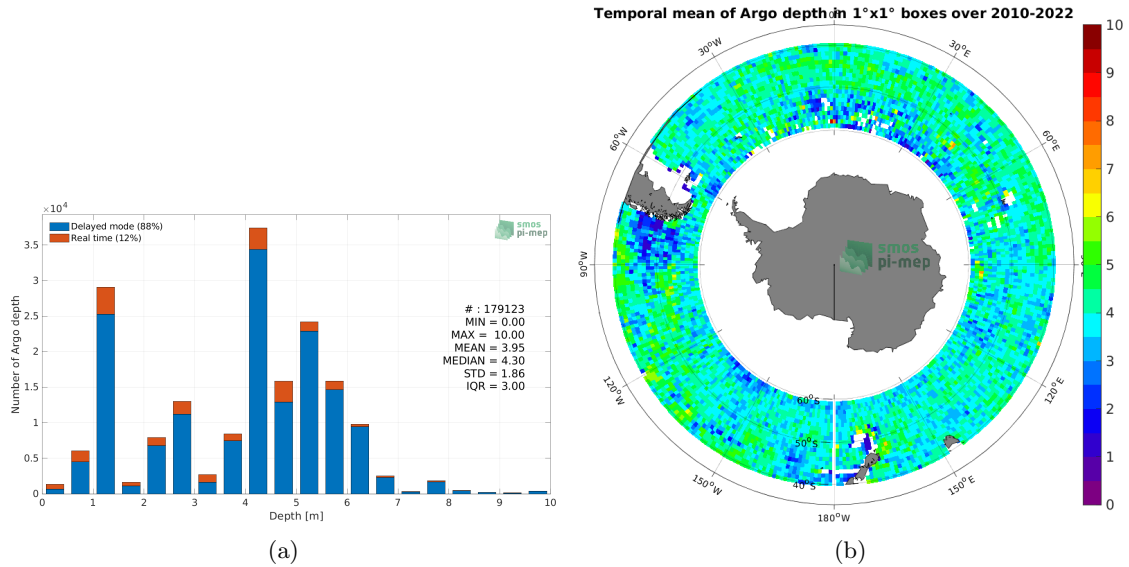 ×10⁴
Delayed mode (88%)
Real time (12%)
smos
pi-mep
# : 179123
MIN = 0.00
MAX = 10.00
MEAN = 3.95
MEDIAN = 4.30
STD = 1.86
IQR = 3.00
Number of Argo depth
3.5
3
2.5
2
1.5
1
0.5
0
0 1 2 3 4 5 6 7 8 9 10
Depth [m]
(a)
Temporal mean of Argo depth in 1°x1° boxes over 2010-2022
30°W
30°E
60°W
60°E
90°W
120°W
120°E
150°W
150°E
180°W
60°S
50°S
40°S
smos
pi-mep
10
9
8
7
6
5
4
3
2
1
0
(b)